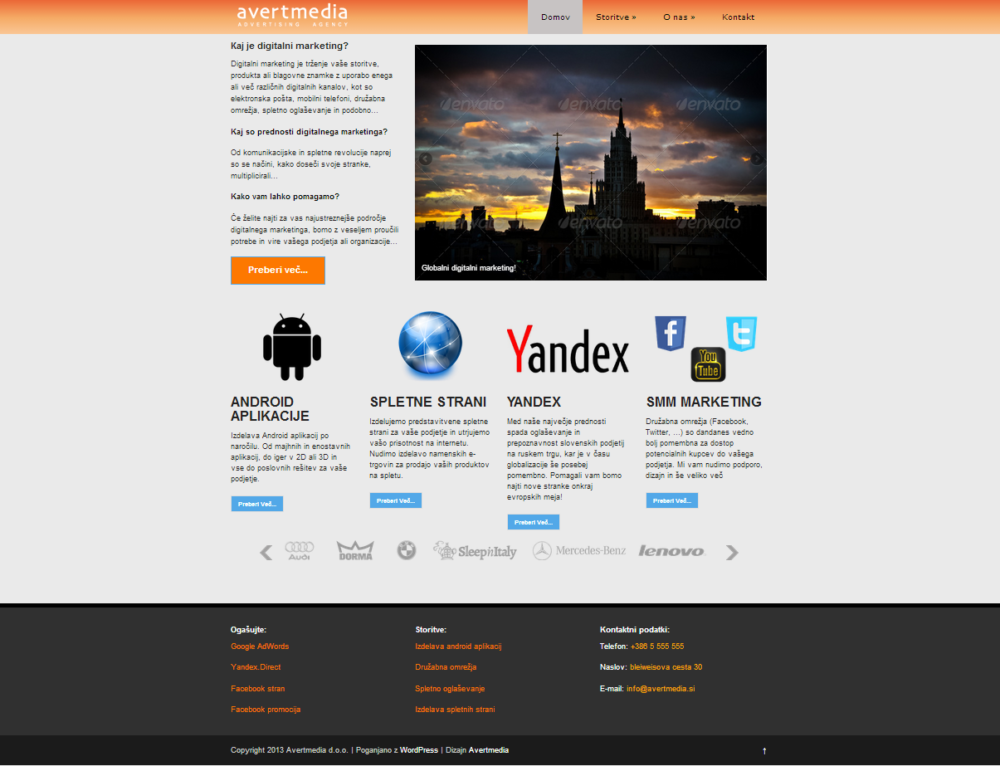 avertmedia
ADVERTISING AGENCY
Domov
Storitve »
O nas »
Kontakt
Kaj je digitalni marketing?
Digitalni marketing je trženje vaše storitve,
produkta ali blagovne znamke z uporabo enega
ali več različnih digitalnih kanalov, kot so
elektronska pošta, mobilni telefoni, družabna
omrežja, spletno oglaševanje in podobno...
Kaj so prednosti digitalnega marketinga?
Od komunikacijske in spletne revolucije naprej
so se načini, kako doseči svoje stranke,
multiplicirali...
Kako vam lahko pomagamo?
Če želite najti za vas najustreznejše področje
digitalnega marketinga, bomo z veseljem proučili
potrebe in vire vašega podjetja ali organizacije...
Preberi več...
envato envato envato
envato envato envato
Globalni digitalni marketing!
Yandex
f
t
You
Tube
ANDROID
APLIKACIJE
Izdelava Android aplikacij po
naročilu. Od majhnih in enostavnih
aplikacij, do iger v 2D ali 3D in
vse do poslovnih rešitev za vaše
podjetje.
Preberi Več...
SPLETNE STRANI
Izdelujemo predstavitvene spletne
strani za vaše podjetje in utrjujemo
vašo prisotnost na internetu.
Nudimo izdelavo namenskih e-
trgovin za prodajo vaših produktov
na spletu.
Preberi Več...
YANDEX
Med naše največje prednosti
spada oglaševanje in
prepoznavnost slovenskih podjetij
na ruskem trgu, kar je v času
globalizacije še posebej
pomembno. Pomagali vam bomo
najti nove stranke onkraj
evropskih meja!
Preberi Več...
SMM MARKETING
Družabna omrežja (Facebook,
Twitter, ...) so dandanes vedno
bolj pomembna za dostop
potencialnih kupcev do vašega
podjetja. Mi vam nudimo podporo,
dizajn in še veliko več
Preberi Več...
Audi
DORMA
SleepinItaly
Mercedes-Benz
lenovo
Ogašujte:
Google AdWords
Yandex.Direct
Facebook stran
Facebook promocija
Storitve:
Izdelava android aplikacij
Družabna omrežja
Spletno oglaševanje
Izdelava spletnih strani
Kontaktni podatki:
Telefon: +386 5 555 555
Naslov: bleiweisova cesta 30
E-mail: info@avertmedia.si
Copyright 2013 Avertmedia d.o.o. | Poganjano z WordPress | Dizajn Avertmedia
↑